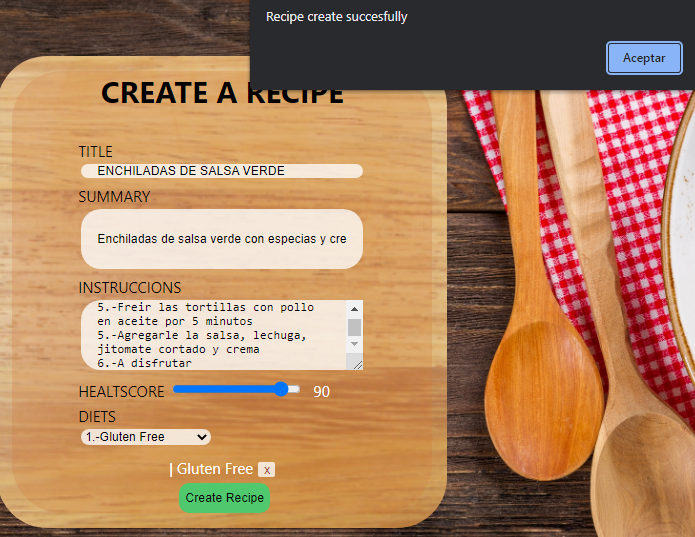 Recipe create succesfully
Aceptar
CREATE A RECIPE
TITLE
ENCHILADAS DE SALSA VERDE
SUMMARY
Enchiladas de salsa verde con especias y cre
INSTRUCCIONS
5.-Freir las tortillas con pollo
en aceite por 5 minutos
5.-Agregarle la salsa, lechuga,
jitomate cortado y crema
6.-A disfrutar
HEALTSCORE 90
DIETS
1.-Gluten Free
| Gluten Free x
Create Recipe